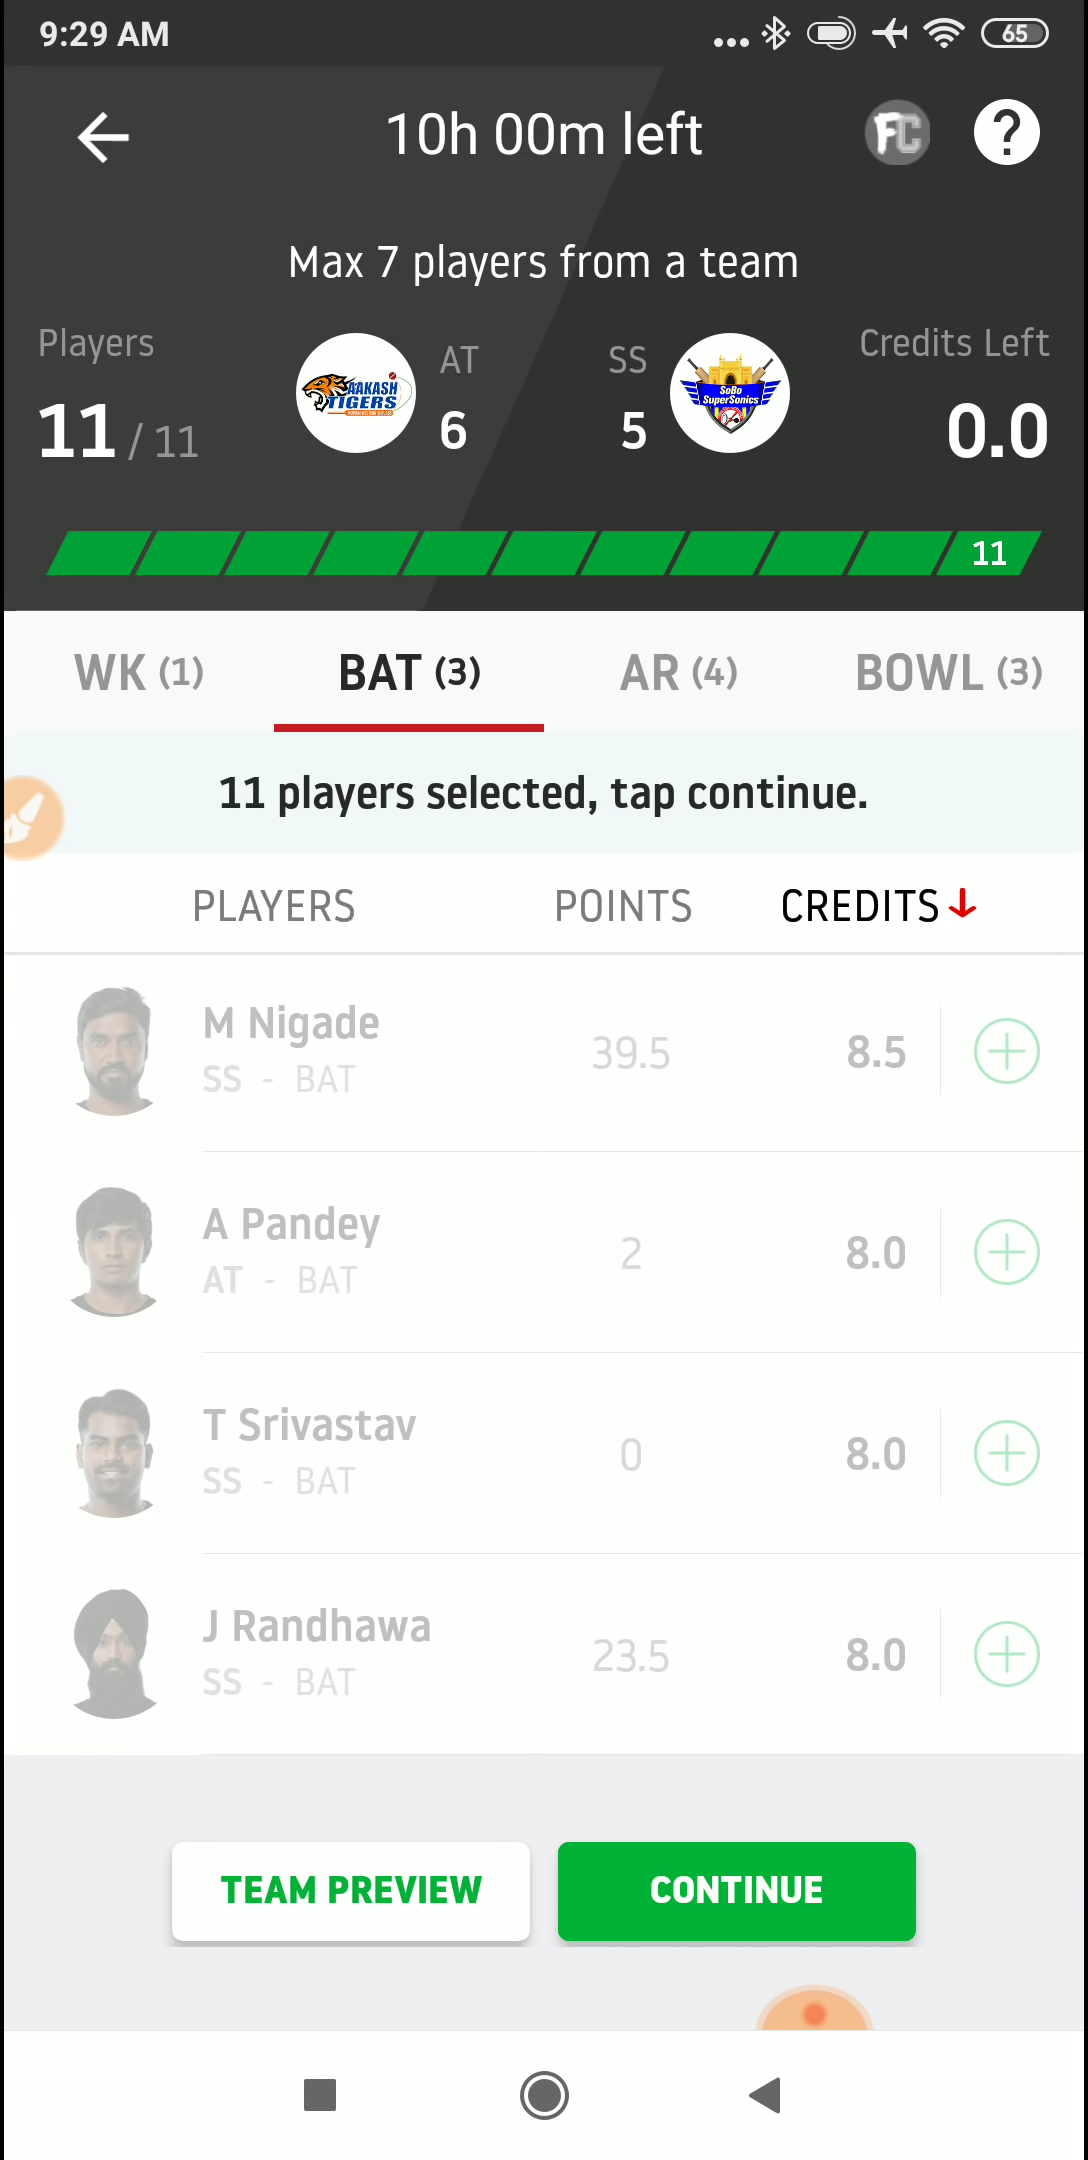 9:29 AM
65
10h 00m left
FC
?
Max 7 players from a team
Players
AT
SS
Credits Left
11 / 11
AAKASH
TIGERS
6
5
SoBo
SuperSonics
0.0
11
WK (1)
BAT (3)
AR (4)
BOWL (3)
11 players selected, tap continue.
PLAYERS
POINTS
CREDITS
M Nigade
SS - BAT
39.5
8.5
A Pandey
AT - BAT
2
8.0
T Srivastav
SS - BAT
0
8.0
J Randhawa
SS - BAT
23.5
8.0
TEAM PREVIEW
CONTINUE